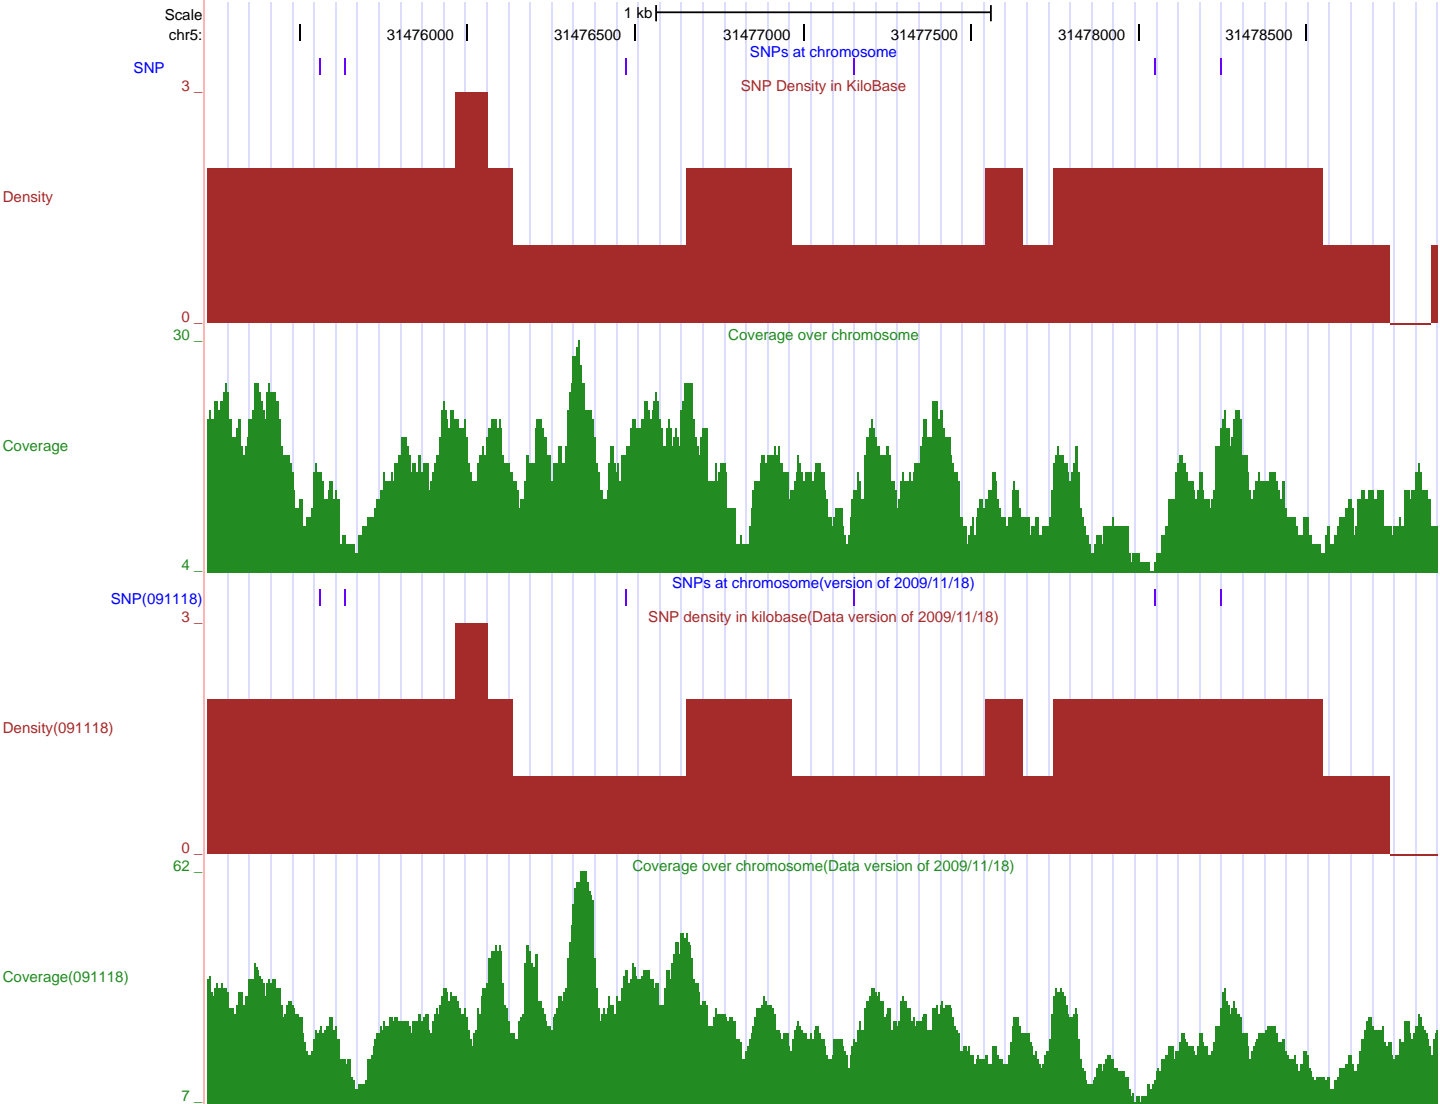 Scale 1 kb
chr5: 31476000 31476500 31477000 31477500 31478000 31478500
SNPs at chromosome
SNP
3 SNP Density in KiloBase
Density
0
30 Coverage over chromosome
Coverage
4
SNPs at chromosome(version of 2009/11/18)
SNP(091118)
3 SNP density in kilobase(Data version of 2009/11/18)
Density(091118)
0
62 Coverage over chromosome(Data version of 2009/11/18)
Coverage(091118)
7